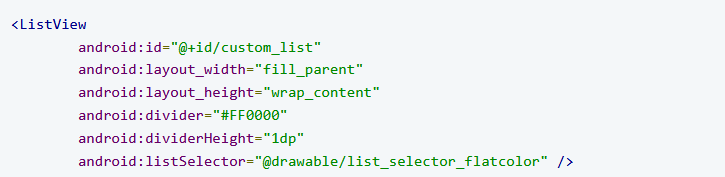 <ListView
android:id="@+id/custom_list"
android:layout_width="fill_parent"
android:layout_height="wrap_content"
android:divider="#FF0000"
android:dividerHeight="1dp"
android:listSelector="@drawable/list_selector_flatcolor" />